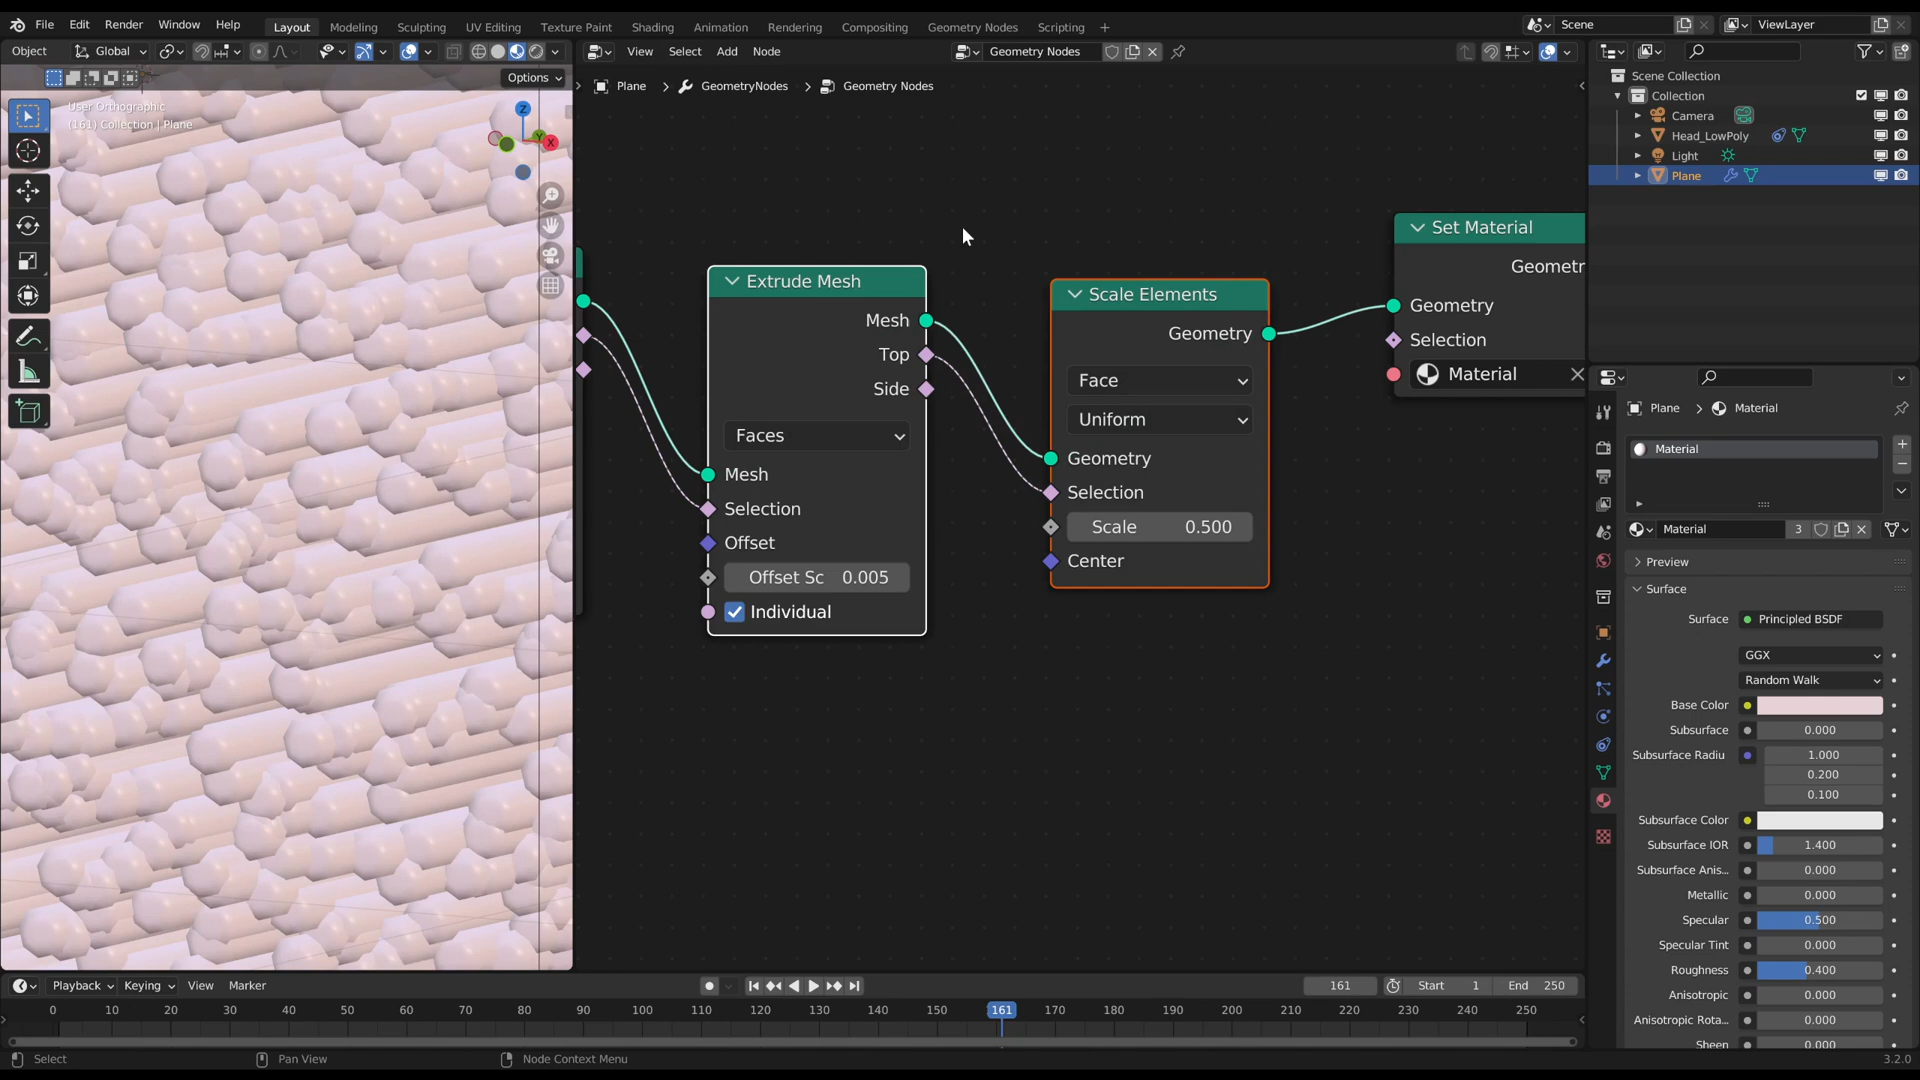 File Edit Render Window Help Layout Modeling Sculpting UV Editing Texture Paint Shading Animation Rendering Compositing Geometry Nodes Scripting + Scene ViewLayer
Object Global View Select Add Node Geometry Nodes
Options
Plane > GeometryNodes > Geometry Nodes
User Orthographic
(161) Collection | Plane
Z
Y
X
Extrude Mesh
Mesh
Top
Side
Faces
Mesh
Selection
Offset
Offset Sc 0.005
Individual
Scale Elements
Geometry
Face
Uniform
Geometry
Selection
Scale 0.500
Center
Set Material
Geometr
Geometry
Selection
Material
Scene Collection
Collection
Camera
Head_LowPoly
Light
Plane
Plane > Material
Material
Material 3
Preview
Surface
Surface Principled BSDF
GGX
Random Walk
Base Color
Subsurface 0.000
Subsurface Radiu 1.000
0.200
0.100
Subsurface Color
Subsurface IOR 1.400
Subsurface Anis... 0.000
Metallic 0.000
Specular 0.500
Specular Tint 0.000
Roughness 0.400
Anisotropic 0.000
Anisotropic Rota... 0.000
Sheen 0.000
Playback Keying View Marker 161 Start 1 End 250
0 10 20 30 40 50 60 70 80 90 100 110 120 130 140 150 161 170 180 190 200 210 220 230 240 250
Select Pan View Node Context Menu 3.2.0